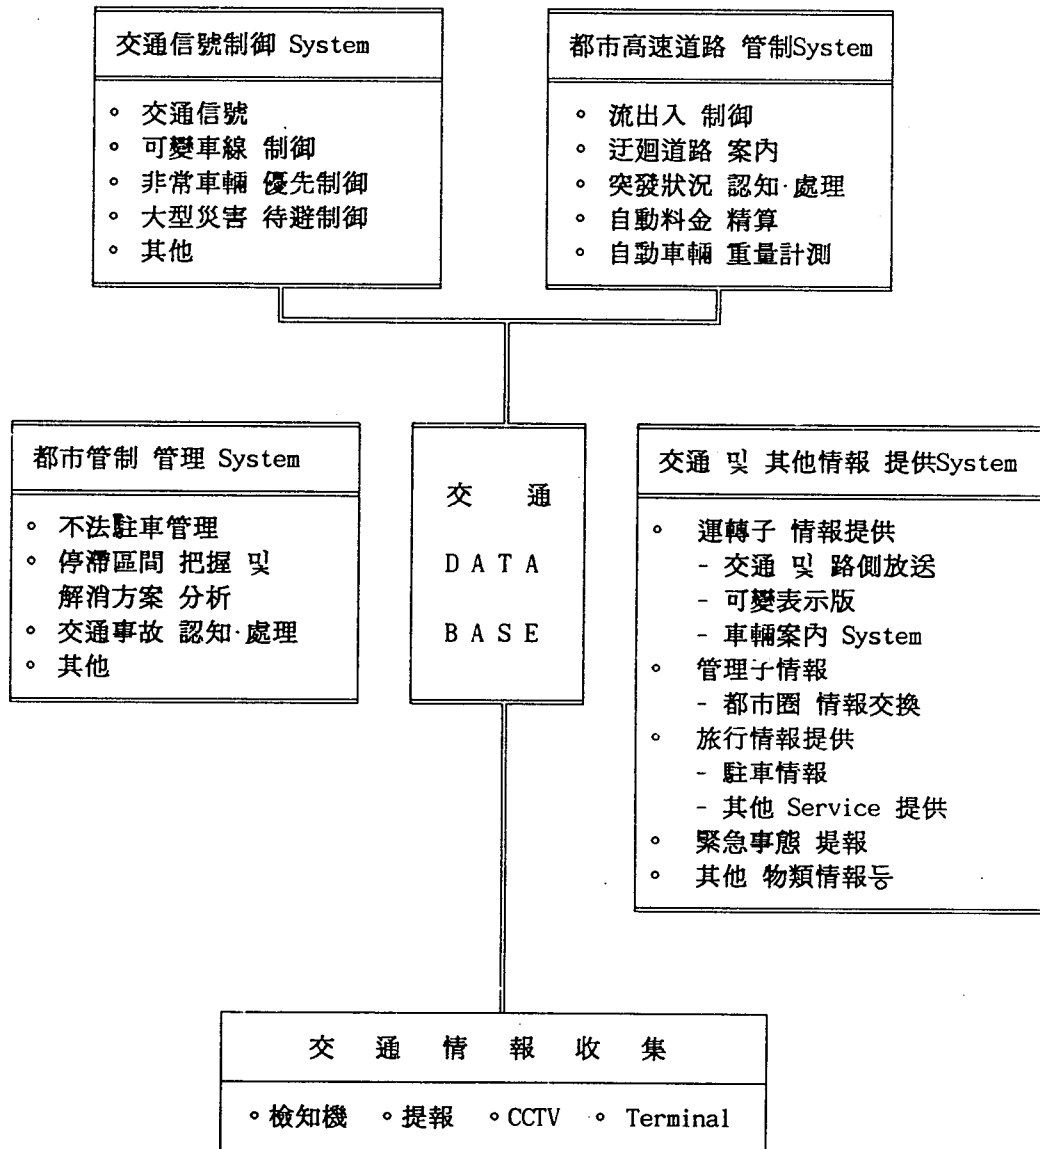 交通信號制御 System
◦ 交通信號
◦ 可變車線 制御
◦ 非常車輛 優先制御
◦ 大型災害 待避制御
◦ 其他
都市高速道路 管制System
◦ 流出入 制御
◦ 迂廻道路 案內
◦ 突發狀況 認知·處理
◦ 自動料金 精算
◦ 自動車輛 重量計測
都市管制 管理 System
◦ 不法駐車管理
◦ 停滯區間 把握 및
解消方案 分析
◦ 交通事故 認知·處理
◦ 其他
交 通
D A T A
B A S E
交通 및 其他情報 提供System
◦ 運轉子 情報提供
- 交通 및 路側放送
- 可變表示版
- 車輛案內 System
◦ 管理子情報
- 都市圈 情報交換
◦ 旅行情報提供
- 駐車情報
- 其他 Service 提供
◦ 緊急事態 堤報
◦ 其他 物類情報등
交 通 情 報 收 集
◦ 檢知機 ◦ 提報 ◦ CCTV ◦ Terminal